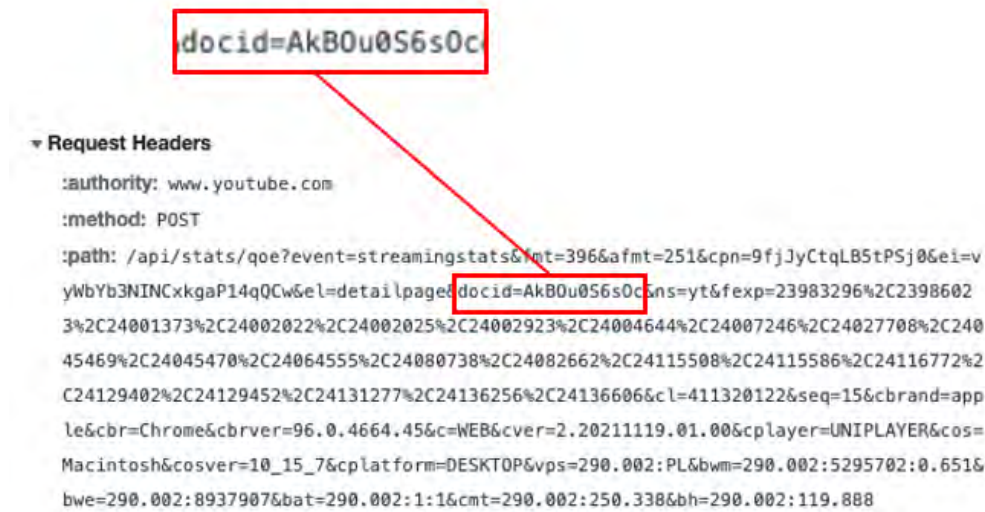 docid=AkBOu0S6sOc
▾ Request Headers
:authority: www.youtube.com
:method: POST
:path: /api/stats/qoe?event=streamingstats&fmt=396&afmt=251&cpn=9fjJyCtqLB5tPSj0&ei=v
yWbYb3NINCxkgaP14qQCw&el=detailpage&docid=AkBOu0S6sOc&ns=yt&fexp=23983296%2C2398602
3%2C24001373%2C24002022%2C24002025%2C24002923%2C24004644%2C24007246%2C24027708%2C240
45469%2C24045470%2C24064555%2C24080738%2C24082662%2C24115508%2C24115586%2C24116772%2
C24129402%2C24129452%2C24131277%2C24136256%2C24136606&cl=411320122&seq=15&cbrand=app
le&cbr=Chrome&cbrver=96.0.4664.45&c=WEB&cver=2.20211119.01.00&cplayer=UNIPLAYER&cos=
Macintosh&cosver=10_15_7&cplatform=DESKTOP&vps=290.002:PL&bwm=290.002:5295702:0.651&
bwe=290.002:8937907&bat=290.002:1:1&cmt=290.002:250.338&bh=290.002:119.888